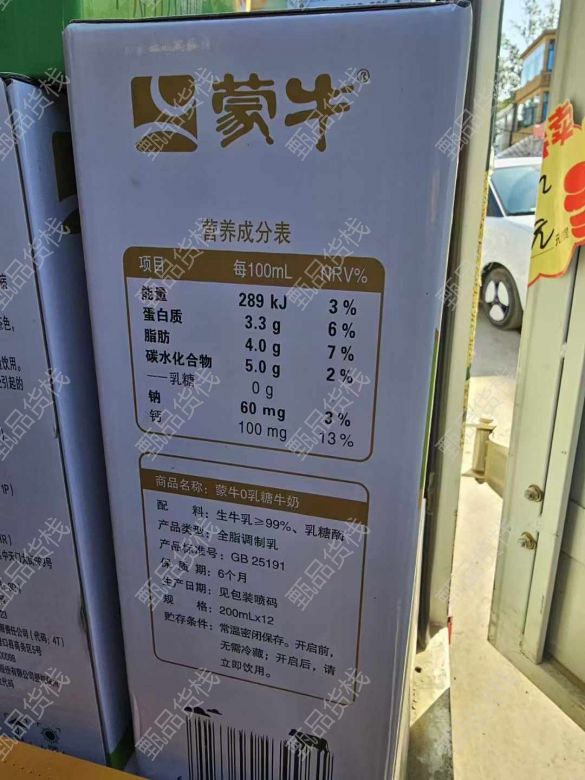 蒙牛®
营养成分表
项目 每100mL NRV%
能量 289 kJ 3%
蛋白质 3.3 g 6%
脂肪 4.0 g 7%
碳水化合物 5.0 g 2%
——乳糖 0 g
钠 60 mg 3%
钙 100 mg 13%
商品名称：蒙牛0乳糖牛奶
配 料：生牛乳≥99%、乳糖酶
产品类型：全脂调制乳
产品标准号：GB 25191
保 质 期：6个月
生产日期：见包装喷码
规 格：200mLx12
贮存条件：常温密闭保存。开启前，
无需冷藏；开启后，请
立即饮用。
元
甄品货栈